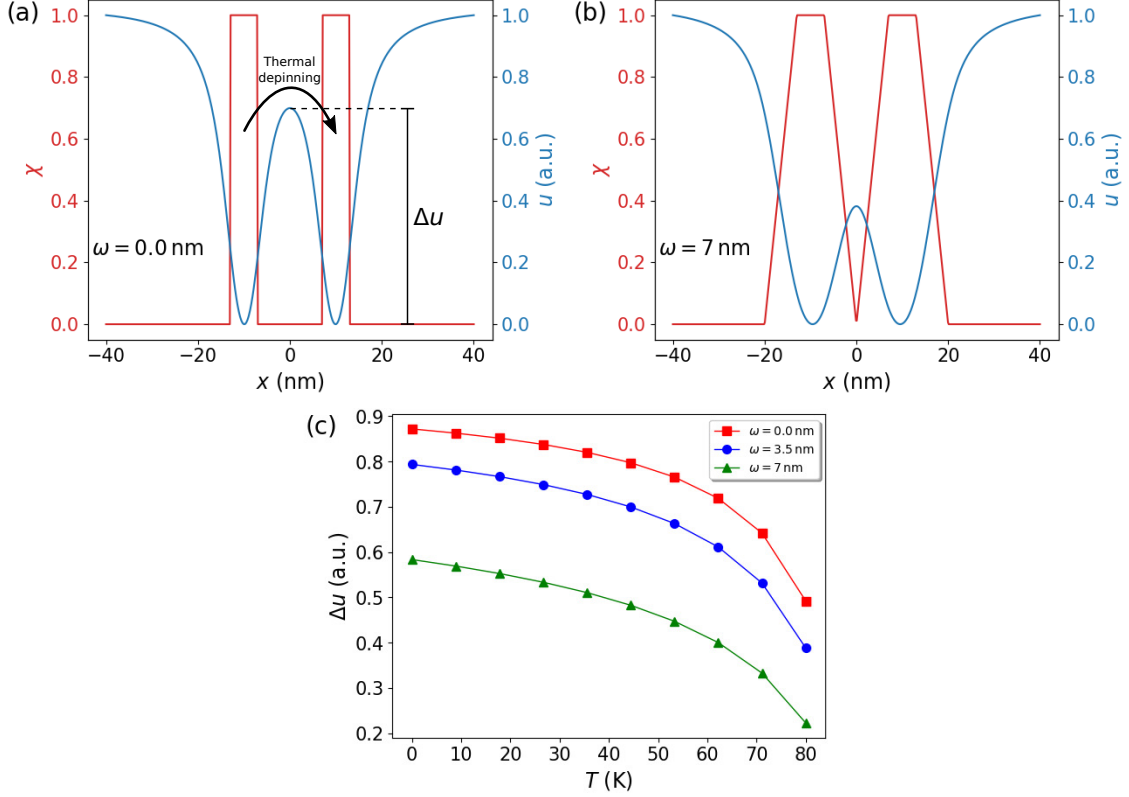 (a)
1.0
0.8
0.6
0.4
0.2
0.0
χ
−40
−20
0
20
40
x (nm)
1.0
0.8
0.6
0.4
0.2
0.0
u (a.u.)
Thermal
depinning
Δu
ω = 0.0 nm
(b)
1.0
0.8
0.6
0.4
0.2
0.0
χ
−40
−20
0
20
40
x (nm)
1.0
0.8
0.6
0.4
0.2
0.0
u (a.u.)
ω = 7 nm
(c)
0.9
0.8
0.7
0.6
0.5
0.4
0.3
0.2
Δu (a.u.)
0
10
20
30
40
50
60
70
80
T (K)
ω = 0.0 nm
ω = 3.5 nm
ω = 7 nm